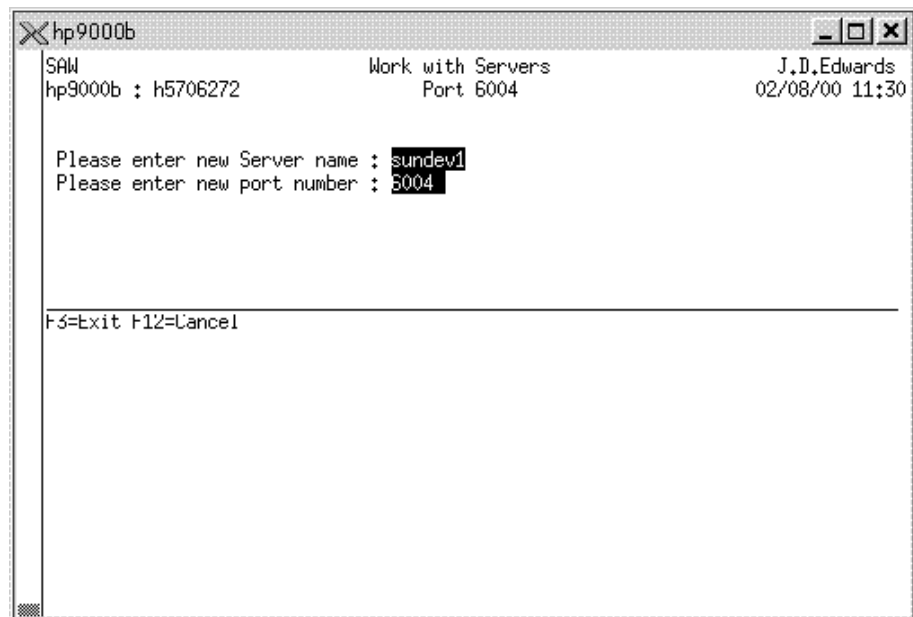 hp9000b
SAW Work with Servers J.D.Edwards
hp9000b : h5706272 Port 6004 02/08/00 11:30
Please enter new Server name : sundev1
Please enter new port number : 6004
F3=Exit F12=Cancel